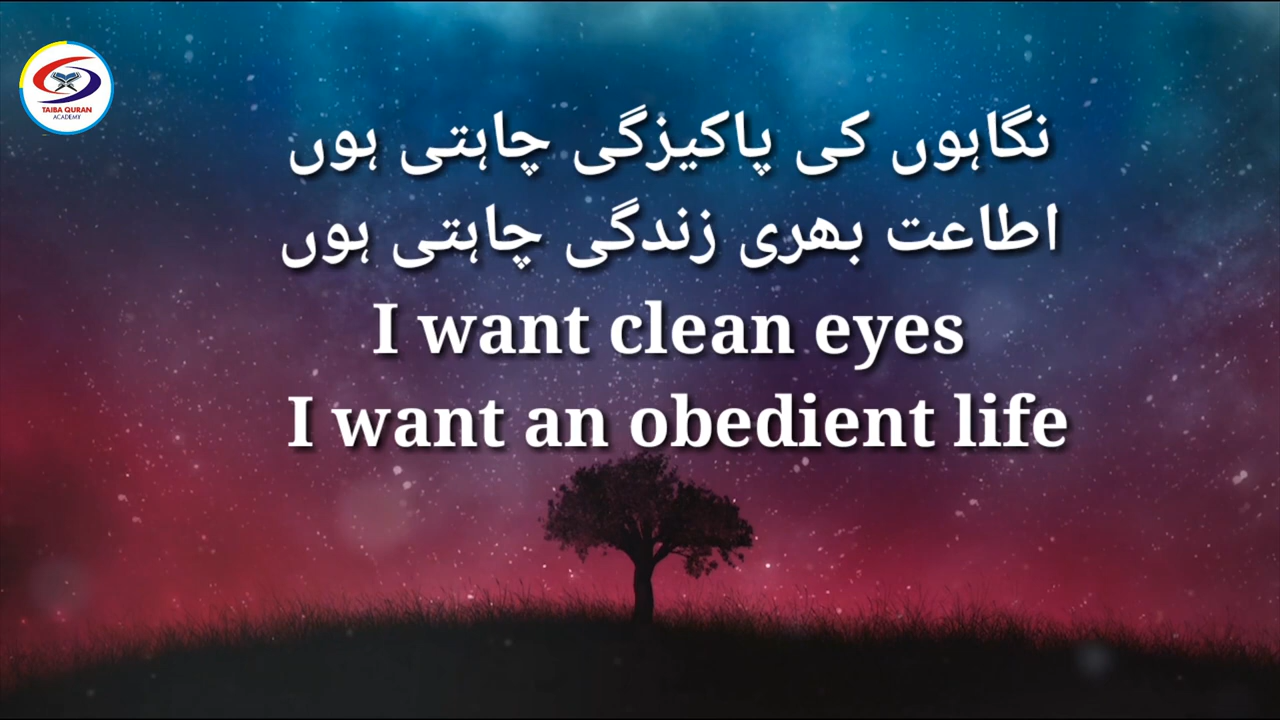 TAIBA QURAN
ACADEMY
نگاہوں کی پاکیزگی چاہتی ہوں
اطاعت بھری زندگی چاہتی ہوں
I want clean eyes
I want an obedient life